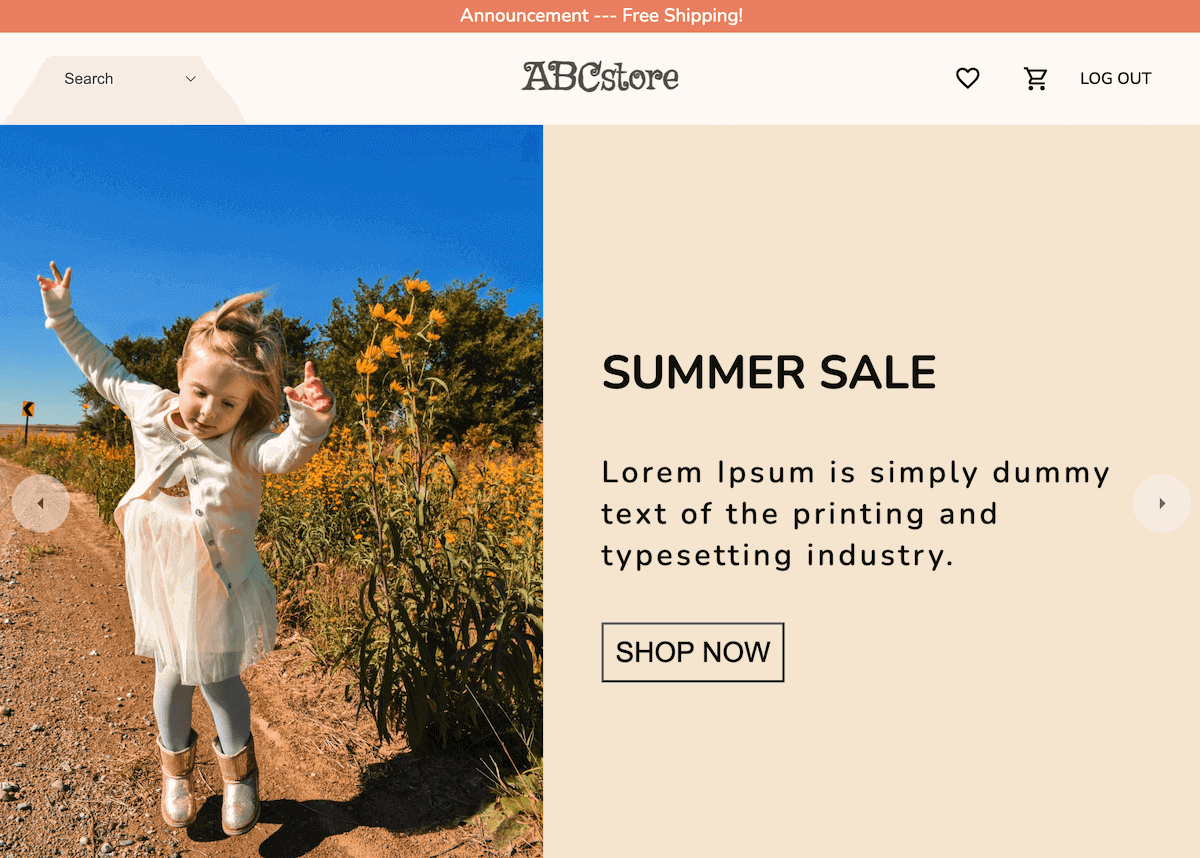 Announcement --- Free Shipping!
Search
ABCstore
LOG OUT
SUMMER SALE
Lorem Ipsum is simply dummy
text of the printing and
typesetting industry.
SHOP NOW